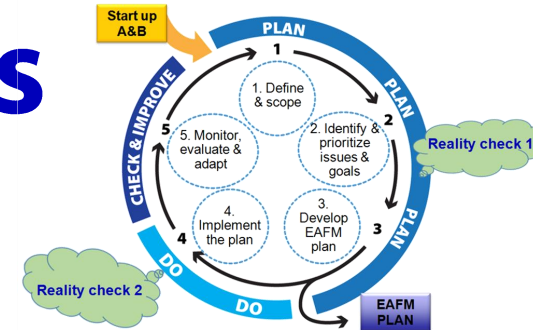 s
Start up
A&B
PLAN
1
1. Define
& scope
PLAN
2
2. Identify &
prioritize
issues &
goals
Reality check 1
PLAN
3
3.
Develop
EAFM
plan
EAFM
PLAN
DO
DO
4
4.
Implement
the plan
Reality check 2
CHECK & IMPROVE
5
5. Monitor,
evaluate &
adapt